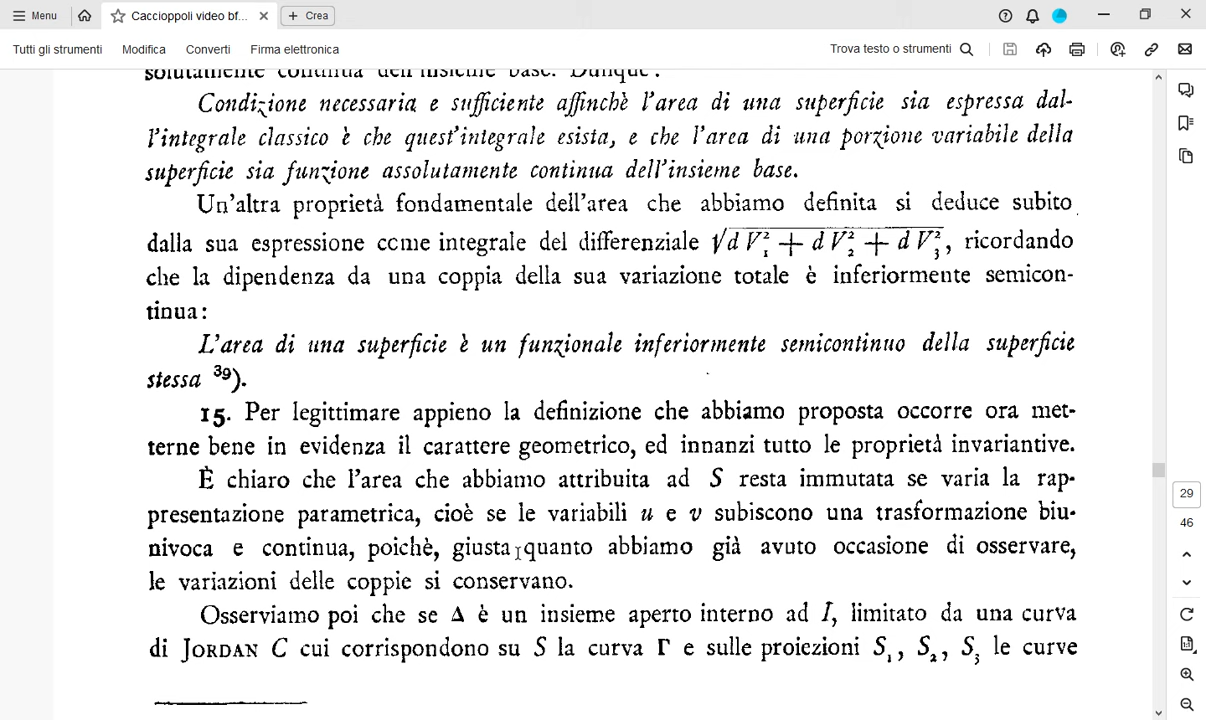 Menu
Caccioppoli video bf...
Crea
Tutti gli strumenti Modifica Converti Firma elettronica Trova testo o strumenti
solutamente continua dell'insieme base. Dunque:
Condizione necessaria e sufficiente affinchè l'area di una superficie sia espressa dal-
l'integrale classico è che quest'integrale esista, e che l'area di una porzione variabile della
superficie sia funzione assolutamente continua dell'insieme base.
Un'altra proprietà fondamentale dell'area che abbiamo definita si deduce subito
dalla sua espressione come integrale del differenziale √dV₁² + dV₂² + dV₃², ricordando
che la dipendenza da una coppia della sua variazione totale è inferiormente semicon-
tinua:
L'area di una superficie è un funzionale inferiormente semicontinuo della superficie
stessa ³⁹).
15. Per legittimare appieno la definizione che abbiamo proposta occorre ora met-
terne bene in evidenza il carattere geometrico, ed innanzi tutto le proprietà invariantive.
È chiaro che l'area che abbiamo attribuita ad S resta immutata se varia la rap-
presentazione parametrica, cioè se le variabili u e v subiscono una trasformazione biu-
nivoca e continua, poichè, giusta quanto abbiamo già avuto occasione di osservare,
le variazioni delle coppie si conservano.
Osserviamo poi che se Δ è un insieme aperto interno ad I, limitato da una curva
di JORDAN C cui corrispondono su S la curva Γ e sulle proiezioni S₁, S₂, S₃ le curve
29
46